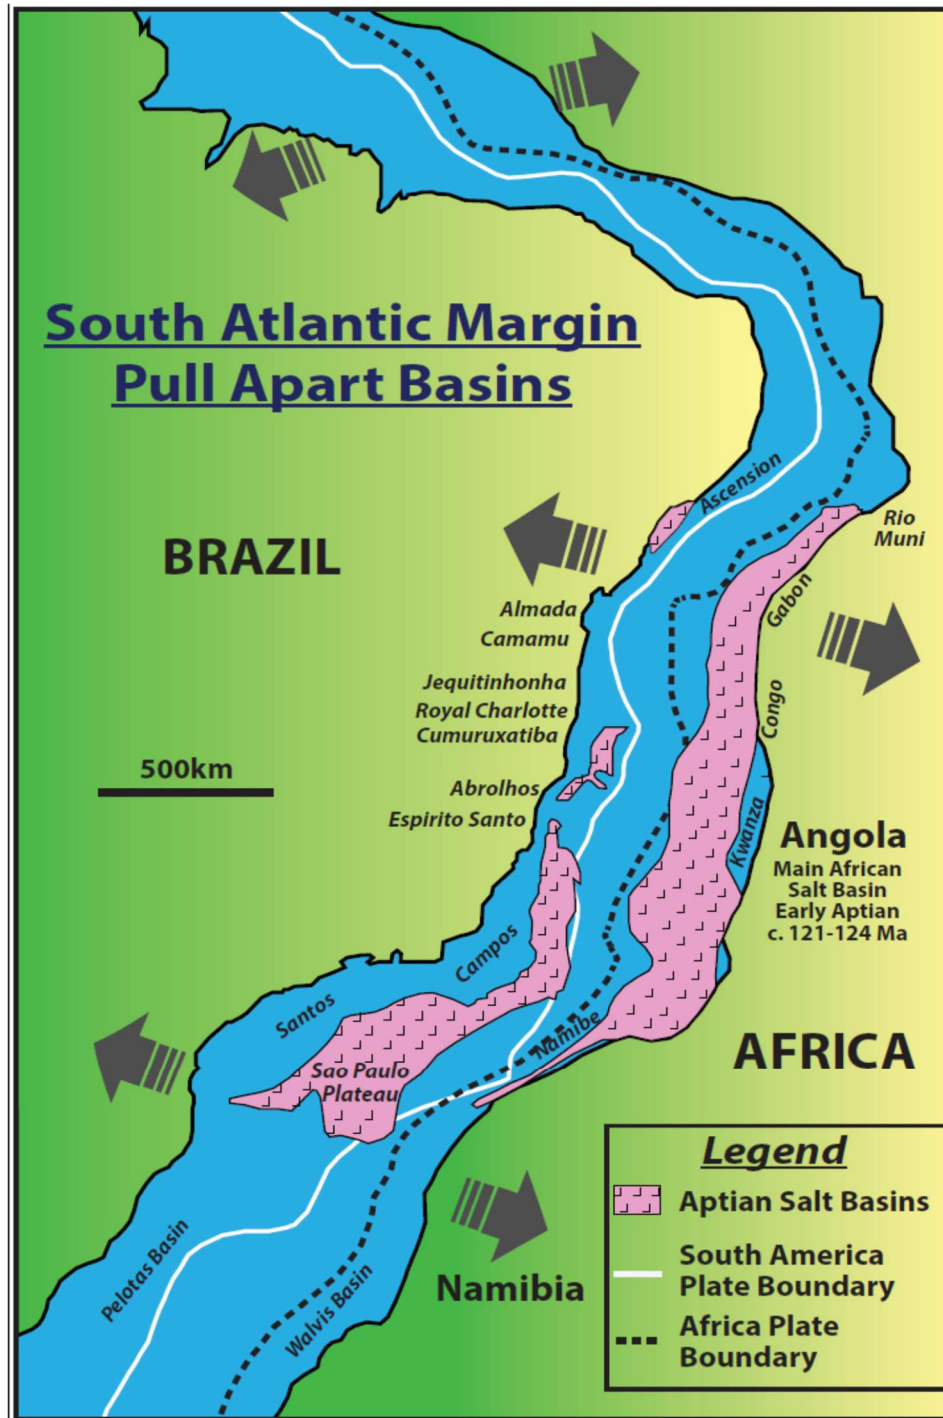 South Atlantic Margin
Pull Apart Basins
Ascension
BRAZIL
Rio
Muni
Gabon
Almada
Camamu
Jequitinhonha
Royal Charlotte
Cumuruxatiba
Congo
500km
Abrolhos
Espirito Santo
Kwanza
Angola
Main African
Salt Basin
Early Aptian
c. 121-124 Ma
Campos
Santos
Namibe
AFRICA
Sao Paulo
Plateau
Legend
Aptian Salt Basins
South America
Plate Boundary
Africa Plate
Boundary
Pelotas Basin
Walvis Basin
Namibia